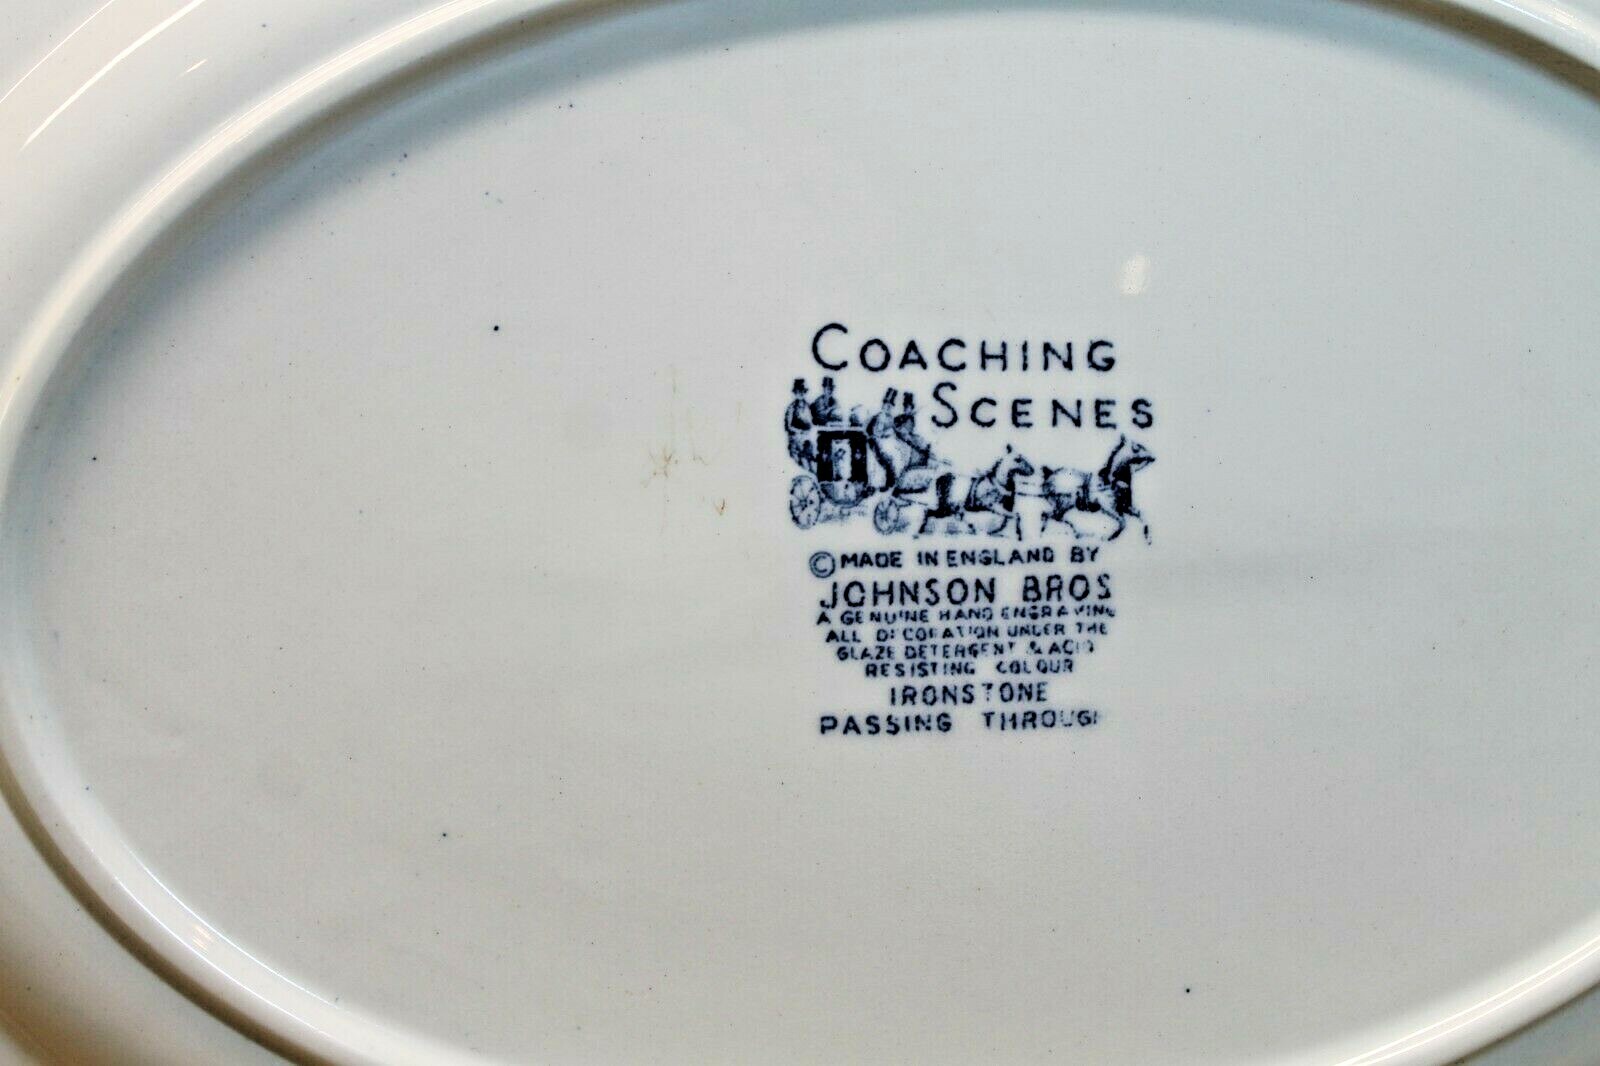 COACHING
SCENES
© MADE IN ENGLAND BY
JOHNSON BROS
A GENUINE HAND ENGRAVING
ALL DECORATION UNDER THE
GLAZE DETERGENT & ACID
RESISTING COLOUR
IRONSTONE
PASSING THROUGH